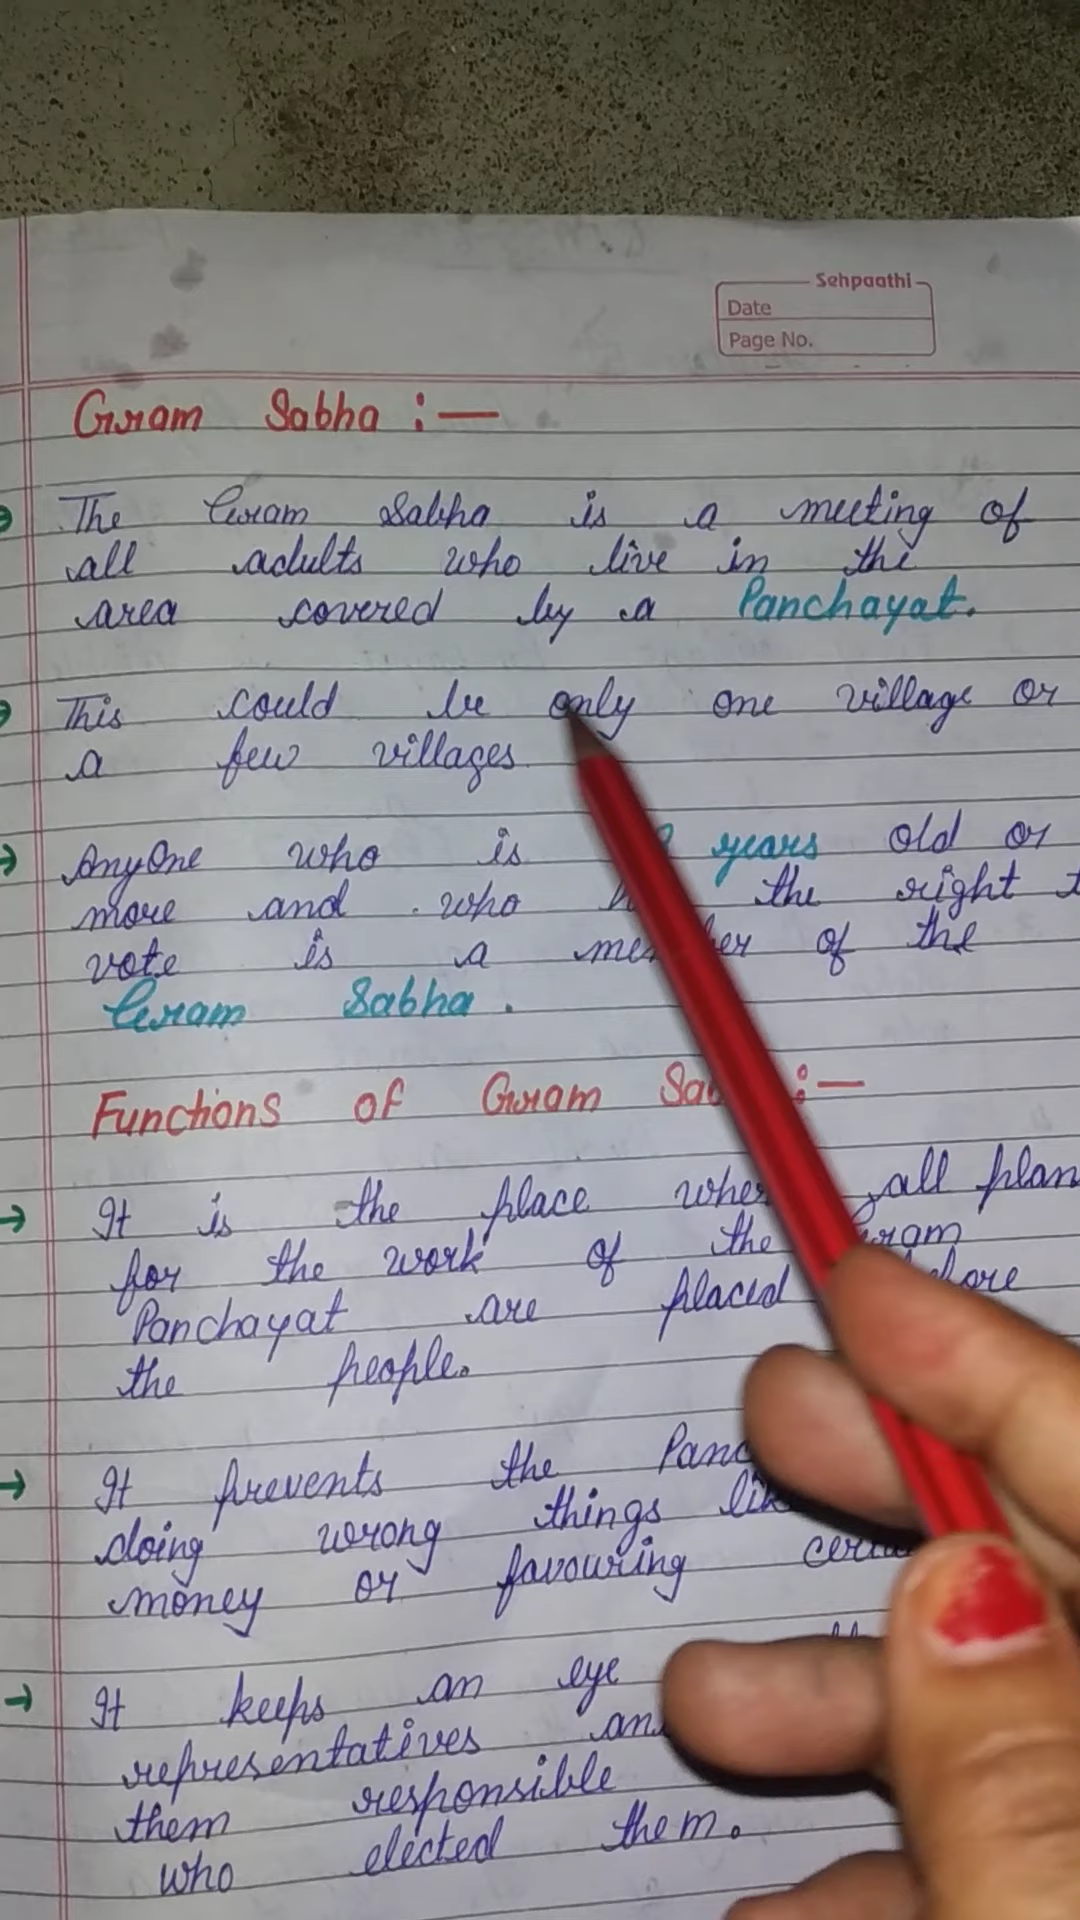 Sehpaathi
Date
Page No.
Gram Sabha :—
The Gram Sabha is a meeting of
all adults who live in the
area covered by a Panchayat.
This could be only one village or
a few villages
AnyOne who is years old or
more and who the right
vote is a member of the
Gram Sabha.
Functions of Gram :—
It is the place all plan
for the work of the Gram
Panchayat are placed
the people.
It prevents the
doing wrong things
money or favouring
It keeps an eye
representatives
them responsible
who elected them.